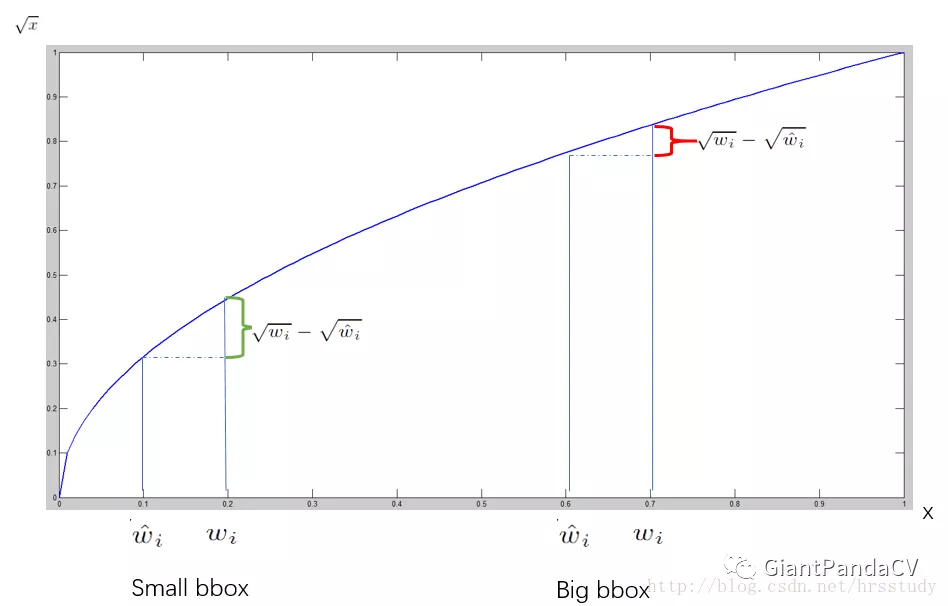 √x
1
0.9
0.8
√w_i − √ŵ_i
0.7
0.6
0.5
0.4
√w_i − √ŵ_i
0.3
0.2
0.1
0
0 0.1 0.2 0.3 0.4 0.5 0.6 0.7 0.8 0.9 1
X
ŵ_i w_i ŵ_i w_i
GiantPandaCV
Small bbox Big bbox
http://blog.csdn.net/hrsstudy